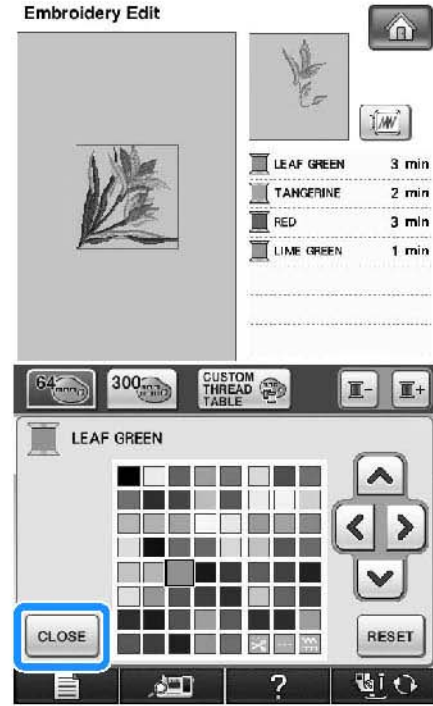 Embroidery Edit
LEAF GREEN 3 min
TANGERINE 2 min
RED 3 min
LIME GREEN 1 min
64
300
CUSTOM
THREAD
TABLE
- +
LEAF GREEN
CLOSE
RESET
?